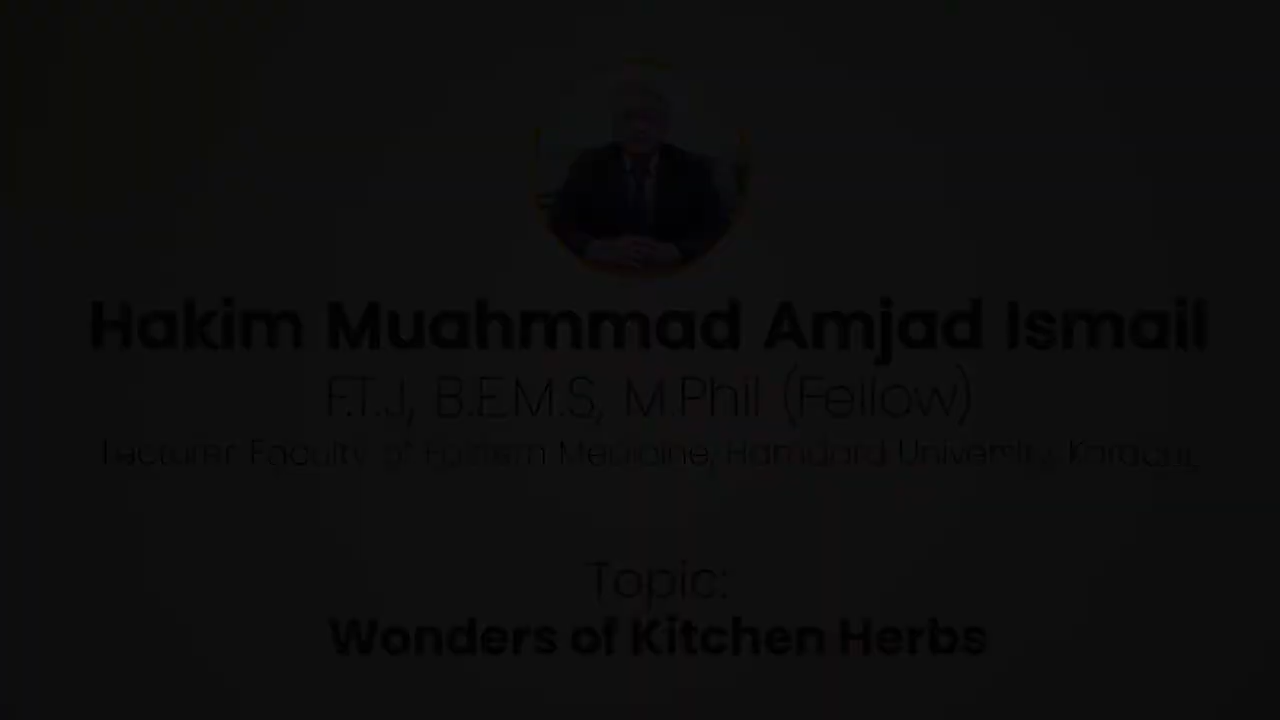 Hakim Muahmmad Amjad Ismail
F.T.J, B.E.M.S, M.Phil (Fellow)
Lecturer Faculty of Eastern Medicine, Hamdard University, Karachi.
Topic:
Wonders of Kitchen Herbs